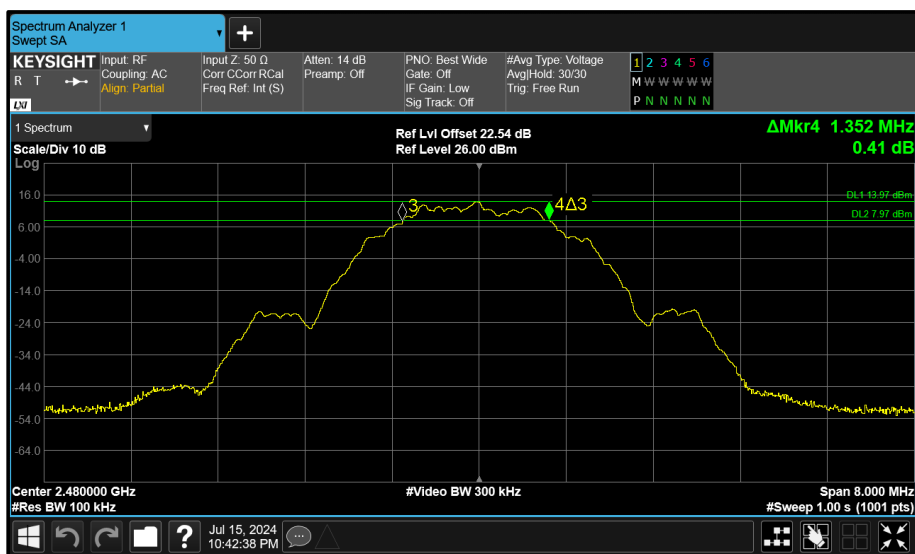 Spectrum Analyzer 1
Swept SA
KEYSIGHT
R T
LXI
Input: RF
Coupling: AC
Align: Partial
Input Z: 50 Ω
Corr CCorr RCal
Freq Ref: Int (S)
Atten: 14 dB
Preamp: Off
PNO: Best Wide
Gate: Off
IF Gain: Low
Sig Track: Off
#Avg Type: Voltage
Avg|Hold: 30/30
Trig: Free Run
1 2 3 4 5 6
M W W W W W
P N N N N N
1 Spectrum
Scale/Div 10 dB
Log
Ref Lvl Offset 22.54 dB
Ref Level 26.00 dBm
ΔMkr4 1.352 MHz
0.41 dB
16.0
DL1 13.97 dBm
3
4Δ3
DL2 7.97 dBm
6.00
-4.00
-14.0
-24.0
-34.0
-44.0
-54.0
-64.0
Center 2.480000 GHz
#Video BW 300 kHz
Span 8.000 MHz
#Res BW 100 kHz
#Sweep 1.00 s (1001 pts)
?
Jul 15, 2024
10:42:38 PM